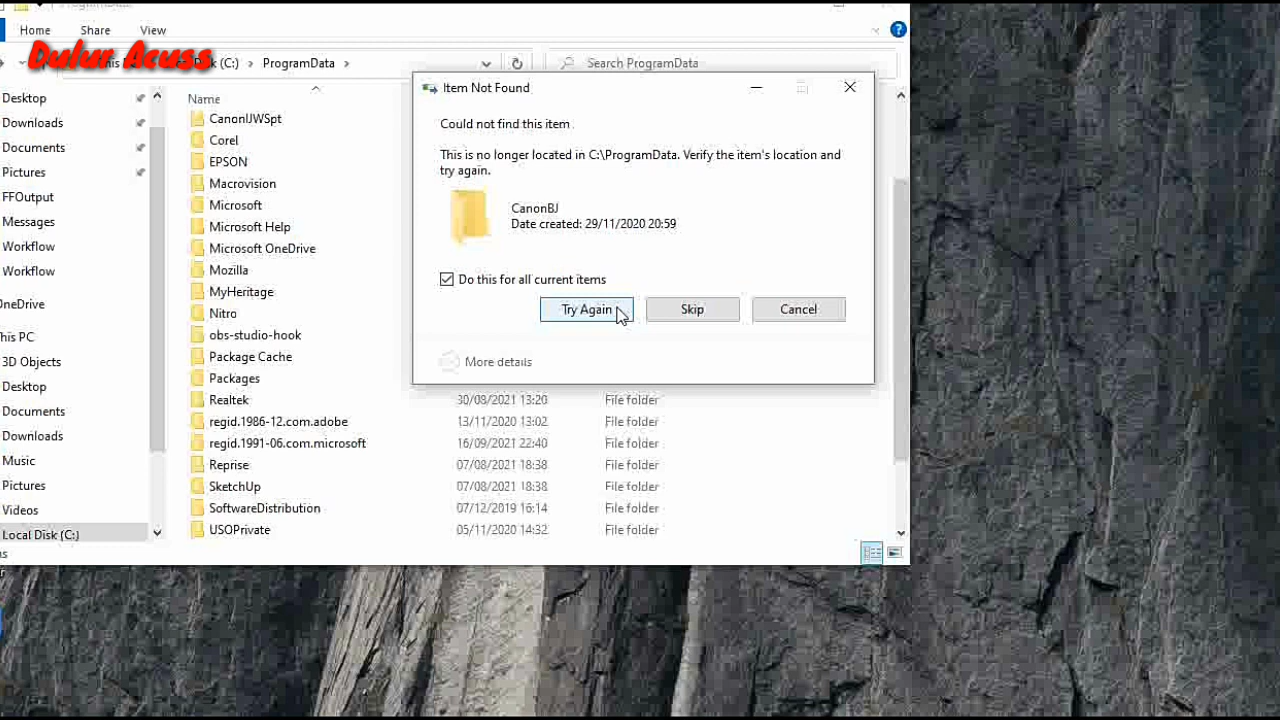 Home Share View
Dulur Acuss
(C:) ProgramData Search ProgramData
Item Not Found
Could not find this item
This is no longer located in C:\ProgramData. Verify the item's location and
try again.
CanonBJ
Date created: 29/11/2020 20:59
Do this for all current items
Try Again Skip Cancel
More details
Desktop
Downloads
Documents
Pictures
FFOutput
Messages
Workflow
Workflow
OneDrive
This PC
3D Objects
Desktop
Documents
Downloads
Music
Pictures
Videos
Local Disk (C:)
Name
CanonIJWSpt
Corel
EPSON
Macrovision
Microsoft
Microsoft Help
Microsoft OneDrive
Mozilla
MyHeritage
Nitro
obs-studio-hook
Package Cache
Packages
Realtek 30/08/2021 13:20 File folder
regid.1986-12.com.adobe 13/11/2020 13:02 File folder
regid.1991-06.com.microsoft 16/09/2021 22:40 File folder
Reprise 07/08/2021 18:38 File folder
SketchUp 07/08/2021 18:38 File folder
SoftwareDistribution 07/12/2019 16:14 File folder
USOPrivate 05/11/2020 14:32 File folder